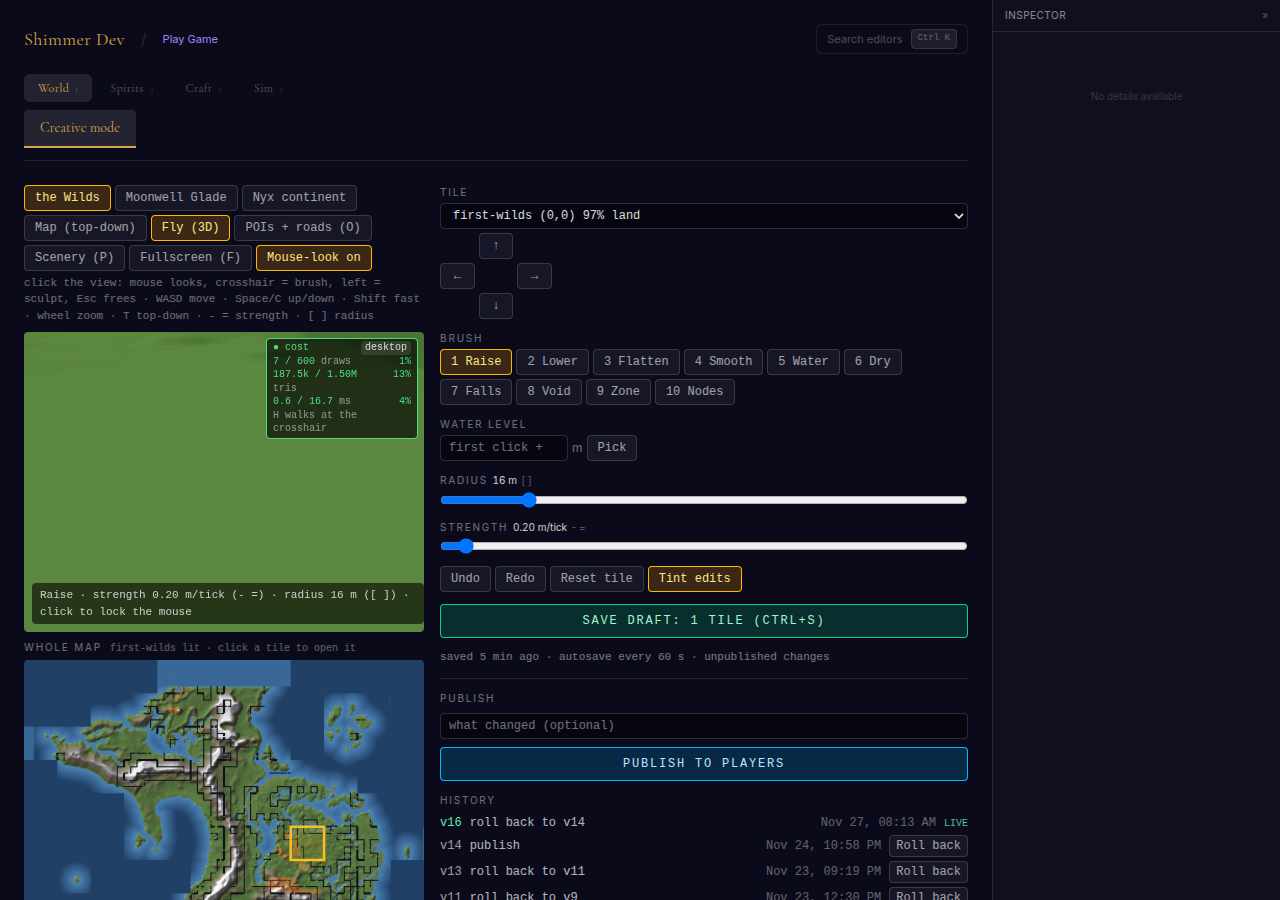 Shimmer Dev / Play Game
Search editors Ctrl K
INSPECTOR »
No details available
World Spirits Craft Sim
Creative mode
the Wilds Moonwell Glade Nyx continent
Map (top-down) Fly (3D) POIs + roads (O)
Scenery (P) Fullscreen (F) Mouse-look on
click the view: mouse looks, crosshair = brush, left =
sculpt, Esc frees · WASD move · Space/C up/down · Shift fast
· wheel zoom · T top-down · - = strength · [ ] radius
● cost desktop
7 / 600 draws 1%
187.5k / 1.50M 13%
tris
0.6 / 16.7 ms 4%
H walks at the
crosshair
Raise · strength 0.20 m/tick (- =) · radius 16 m ([ ]) ·
click to lock the mouse
WHOLE MAP first-wilds lit · click a tile to open it
TILE
first-wilds (0,0) 97% land
↑
← →
↓
BRUSH
1 Raise 2 Lower 3 Flatten 4 Smooth 5 Water 6 Dry
7 Falls 8 Void 9 Zone 10 Nodes
WATER LEVEL
first click + m Pick
RADIUS 16 m [ ]
STRENGTH 0.20 m/tick - =
Undo Redo Reset tile Tint edits
SAVE DRAFT: 1 TILE (CTRL+S)
saved 5 min ago · autosave every 60 s · unpublished changes
PUBLISH
what changed (optional)
PUBLISH TO PLAYERS
HISTORY
v16 roll back to v14 Nov 27, 08:13 AM LIVE
v14 publish Nov 24, 10:58 PM Roll back
v13 roll back to v11 Nov 23, 09:19 PM Roll back
v11 roll back to v9 Nov 23, 12:30 PM Roll back